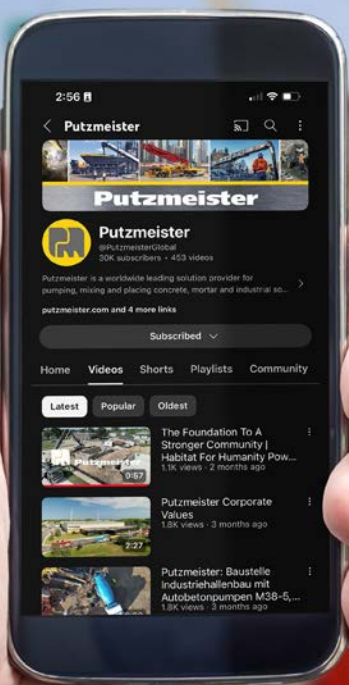 2:56
Putzmeister
Putzmeister
Putzmeister
@PutzmeisterGlobal
30K subscribers • 453 videos
Putzmeister is a worldwide leading solution provider for
pumping, mixing and placing concrete, mortar and industrial so...
putzmeister.com and 4 more links
Subscribed
Home Videos Shorts Playlists Community
Latest Popular Oldest
The Foundation To A
Stronger Community |
Habitat For Humanity Pow...
1.1K views · 2 months ago
Putzmeister
0:57
Putzmeister Corporate
Values
1.8K views · 3 months ago
2:27
Putzmeister: Baustelle
Industriehallenbau mit
Autobetonpumpen M38-5,...
1.8K views · 3 months ago